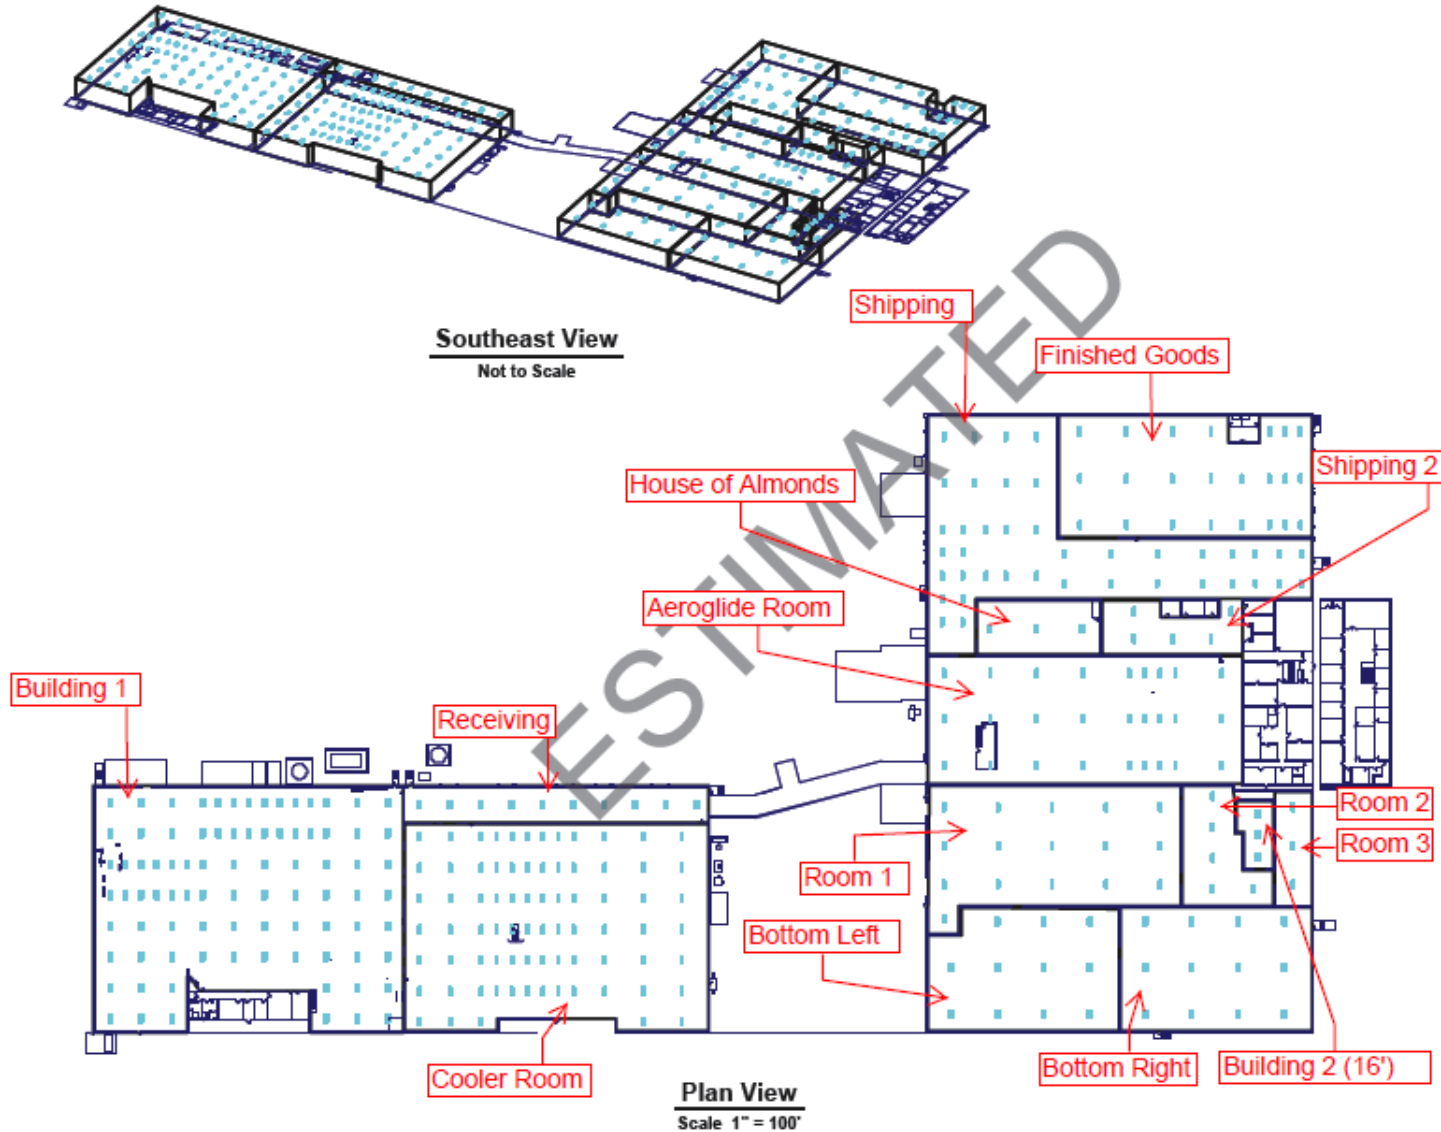 Southeast View
Not to Scale
ESTIMATED
Shipping
Finished Goods
House of Almonds
Shipping 2
Aeroglide Room
Building 1
Receiving
Room 2
Room 3
Room 1
Bottom Left
Cooler Room
Bottom Right
Building 2 (16')
Plan View
Scale 1" = 100'